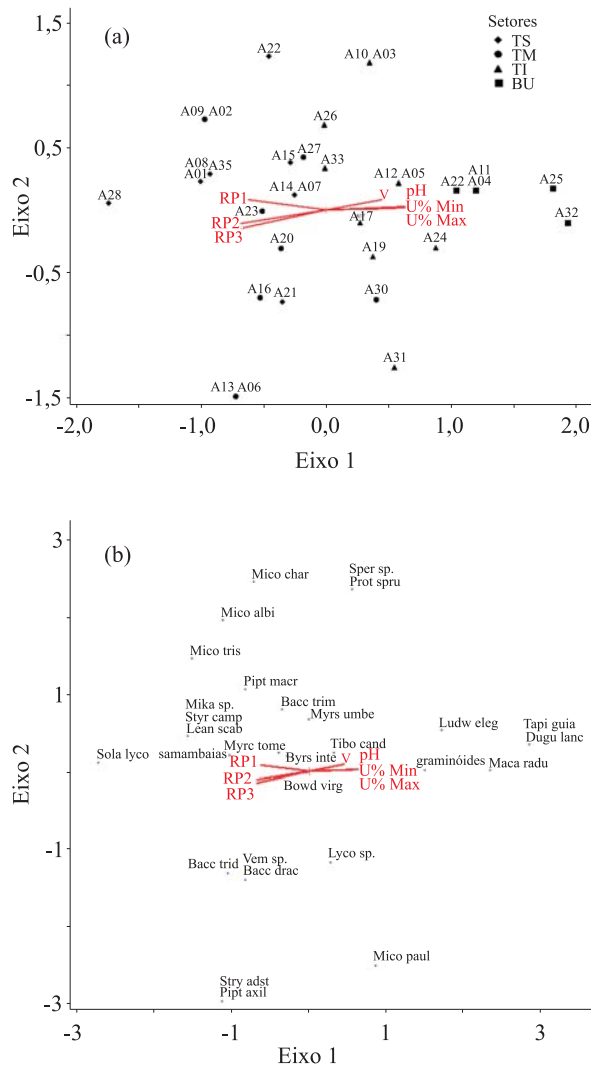 1,5
(a)
A22
A10 A03
Setores
TS
TM
TI
BU
A09 A02
A26
0,5
A08
A35
A01
A15
A27
A33
A12 A05
A11
A22
A04
A25
A28
A14 A07
RP1
V
pH
U% Min
U% Max
RP2
RP3
A23
A17
A32
A20
A19
A24
Eixo 2
-0,5
A16
A21
A30
A31
A13 A06
-1,5
-2,0
-1,0
0,0
1,0
2,0
Eixo 1
3
(b)
Mico char
Sper sp.
Prot spru
Mico albi
Mico tris
1
Pipt macr
Bacc trim
Myrs umbe
Mika sp.
Styr camp
Lean scab
Ludw eleg
Tapi guia
Dugu lanc
Sola lyco
samambaias
Myrc tome
Byrs inte
Tibo cand
graminóides
Maca radu
RP1
V
pH
U% Min
U% Max
RP2
RP3
Bowd virg
Eixo 2
-1
Bacc trid
Vern sp.
Bacc drac
Lyco sp.
Mico paul
Stry adst
Pipt axil
-3
-3
-1
1
3
Eixo 1